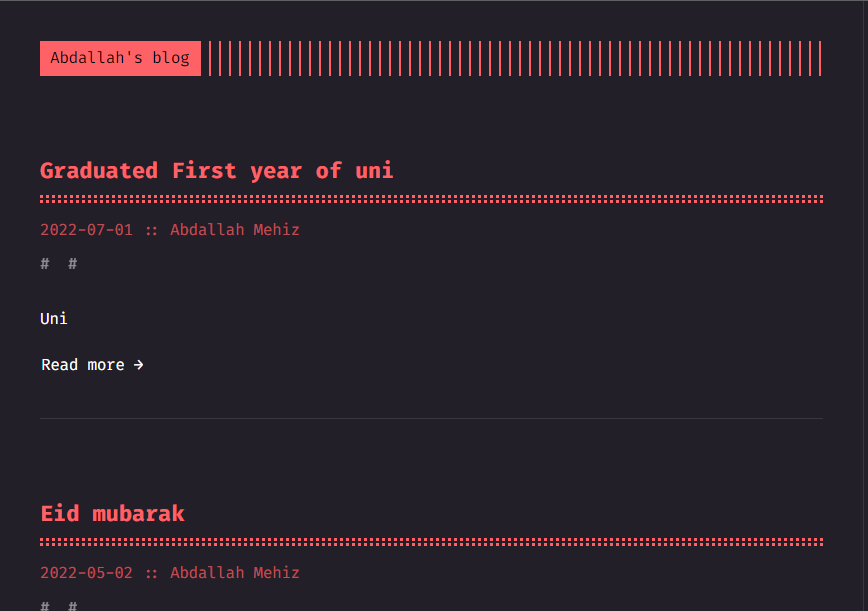 Abdallah's blog
Graduated First year of uni
2022-07-01 :: Abdallah Mehiz
# #
Uni
Read more →
Eid mubarak
2022-05-02 :: Abdallah Mehiz
# #